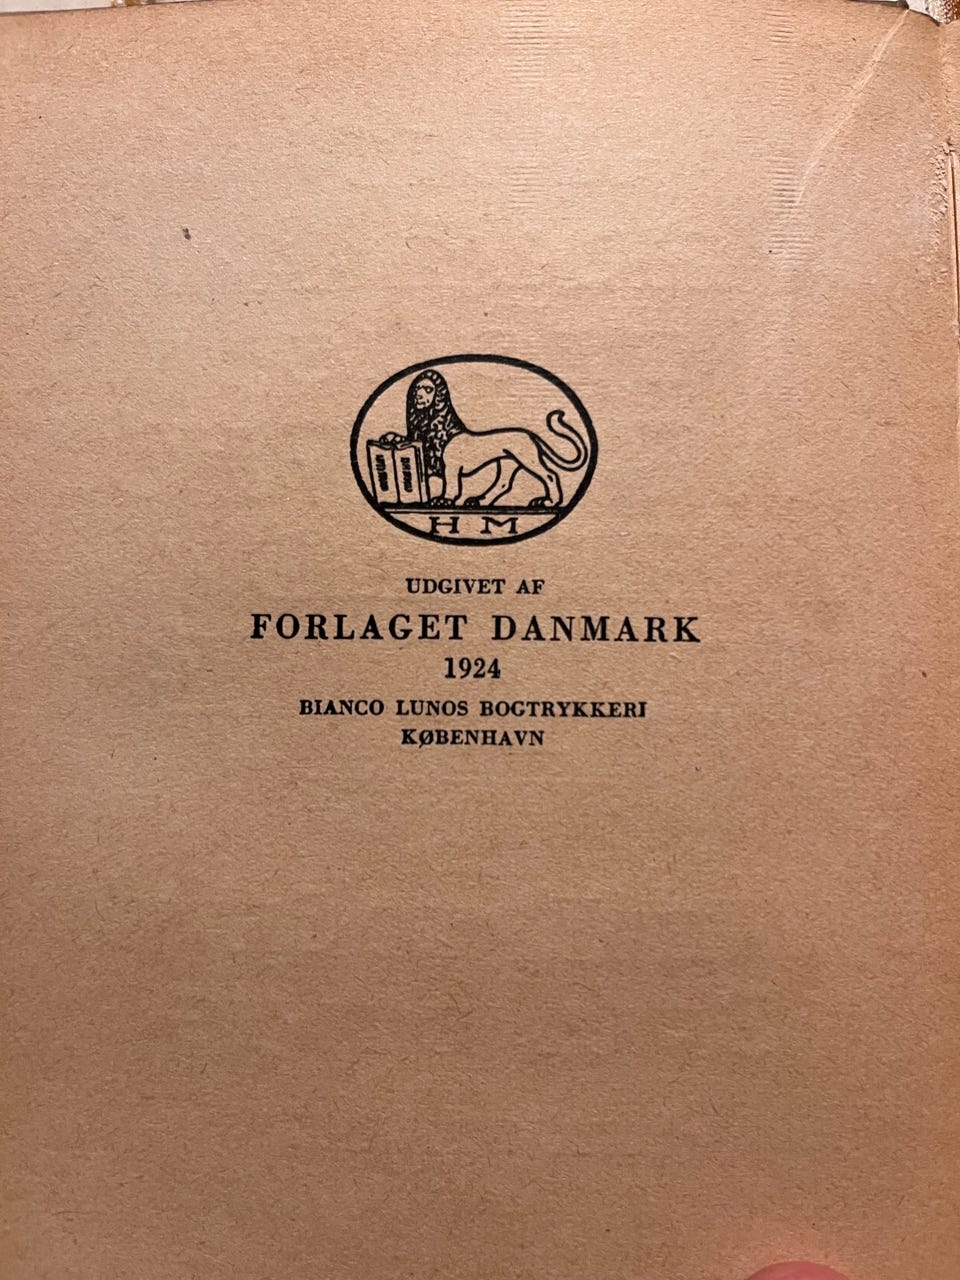 H M
UDGIVET AF
FORLAGET DANMARK
1924
BIANCO LUNOS BOGTRYKKERI
KØBENHAVN